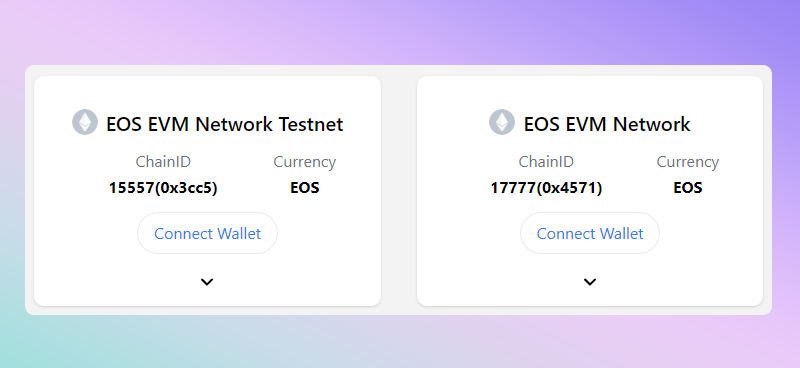 EOS EVM Network Testnet
ChainID Currency
15557(0x3cc5) EOS
Connect Wallet
EOS EVM Network
ChainID Currency
17777(0x4571) EOS
Connect Wallet